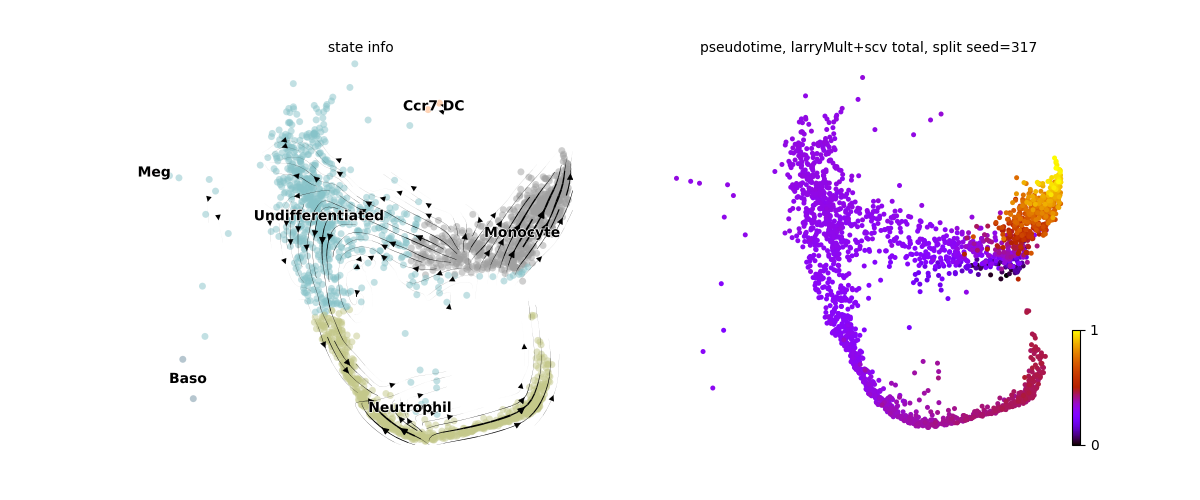 state info
pseudotime, larryMult+scv total, split seed=317
Ccr7 DC
Meg
Undifferentiated
Monocyte
Baso
Neutrophil
1
0